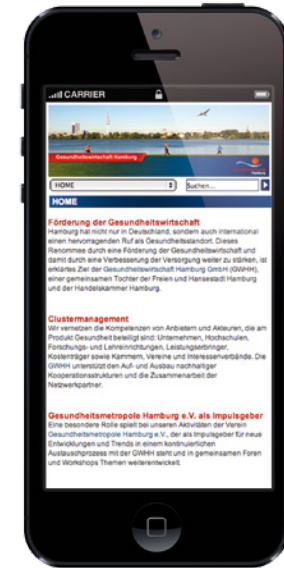 CARRIER
Gesundheitswirtschaft Hamburg
HOME
Suchen...
HOME
Förderung der Gesundheitswirtschaft
Hamburg hat nicht nur in Deutschland, sondern auch international
einen hervorragenden Ruf als Gesundheitsstandort. Dieses
Renommee durch eine Förderung der Gesundheitswirtschaft und
damit durch eine Verbesserung der Versorgung weiter zu stärken, ist
erklärtes Ziel der Gesundheitswirtschaft Hamburg GmbH (GWHH),
einer gemeinsamen Tochter der Freien und Hansestadt Hamburg
und der Handelskammer Hamburg.
Clustermanagement
Wir vernetzen die Kompetenzen von Anbietern und Akteuren, die am
Produkt Gesundheit beteiligt sind: Unternehmen, Hochschulen,
Forschungs- und Lehreinrichtungen, Leistungserbringer,
Kostenträger sowie Kammern, Vereine und Interessenverbände. Die
GWHH unterstützt den Auf- und Ausbau nachhaltiger
Kooperationsstrukturen und die Zusammenarbeit der
Netzwerkpartner.
Gesundheitsmetropole Hamburg e.V. als Impulsgeber
Eine besondere Rolle spielt bei unseren Aktivitäten der Verein
Gesundheitsmetropole Hamburg e.V., der als Impulsgeber für neue
Entwicklungen und Trends in einem kontinuierlichen
Austauschprozess mit der GWHH steht und in gemeinsamen Foren
und Workshops Themen weiterentwickelt.